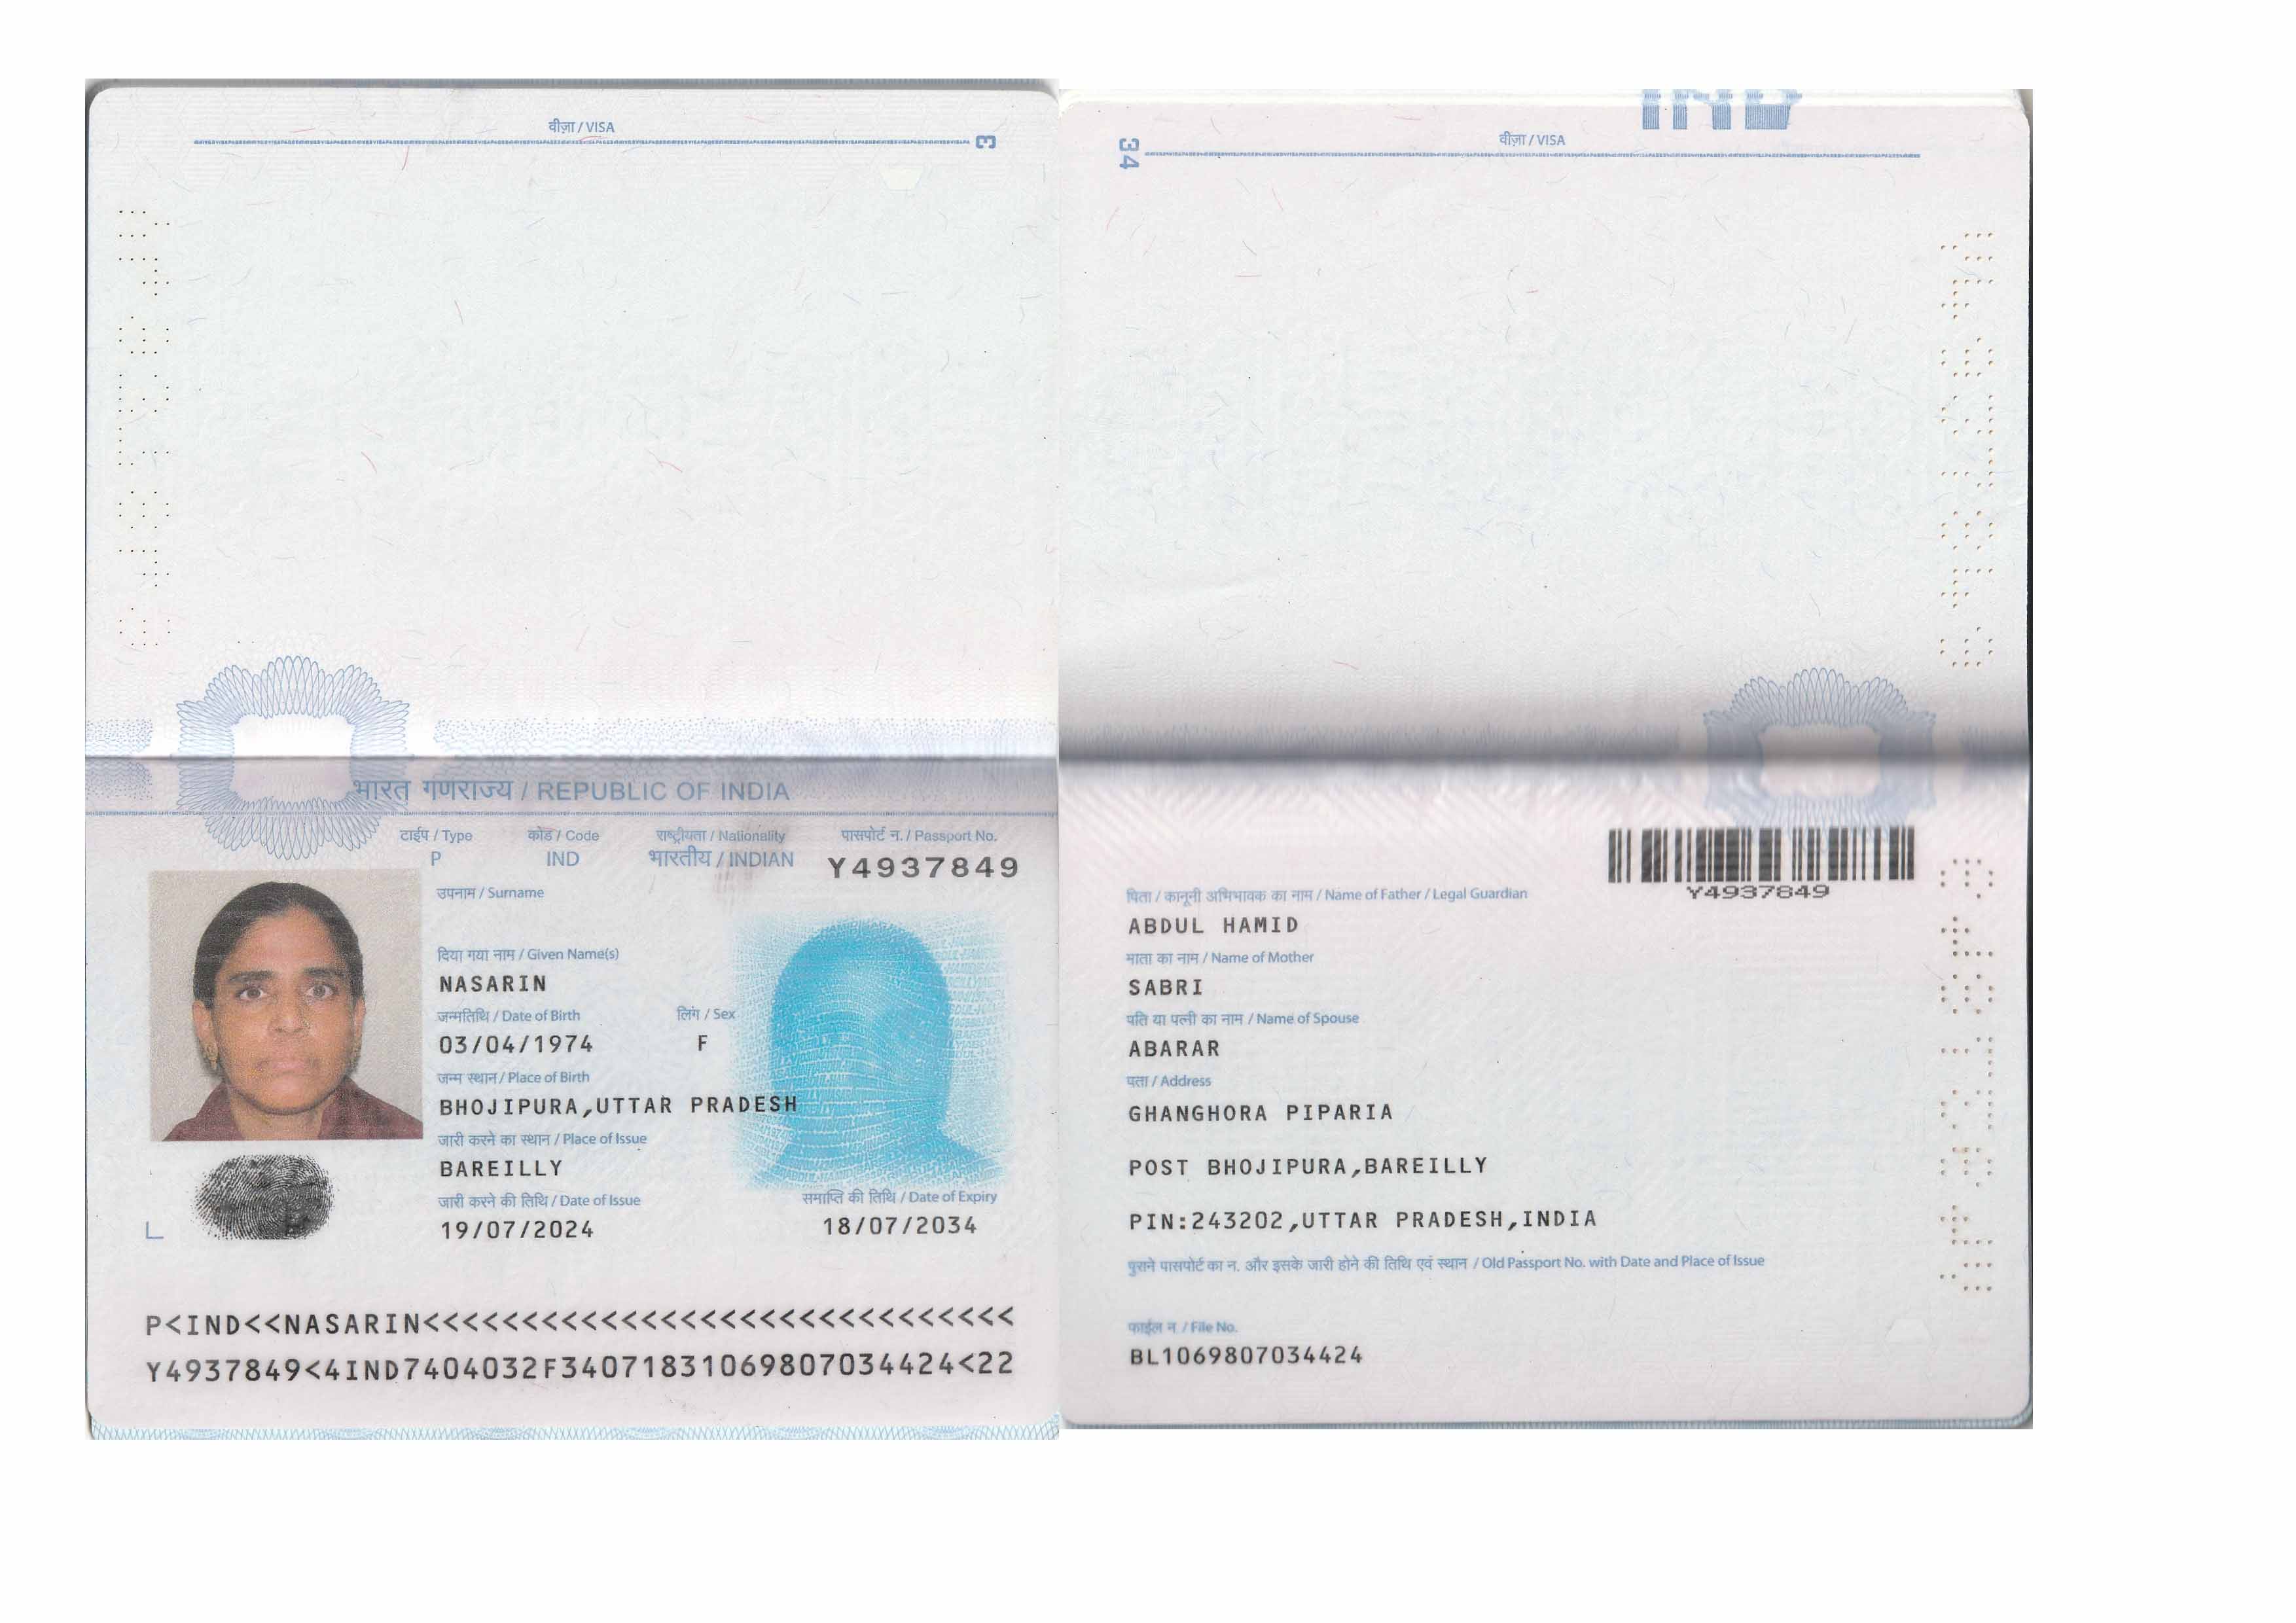 वीज़ा / VISA
3
भारत गणराज्य / REPUBLIC OF INDIA
टाईप / Type कोड / Code राष्ट्रीयता / Nationality पासपोर्ट न. / Passport No.
P IND भारतीय / INDIAN Y4937849
उपनाम / Surname
दिया गया नाम / Given Name(s)
NASARIN
जन्मतिथि / Date of Birth लिंग / Sex
03/04/1974 F
जन्म स्थान / Place of Birth
BHOJIPURA,UTTAR PRADESH
जारी करने का स्थान / Place of Issue
BAREILLY
जारी करने की तिथि / Date of Issue समाप्ति की तिथि / Date of Expiry
19/07/2024 18/07/2034
P<IND<<NASARIN<<<<<<<<<<<<<<<<<<<<<<<<<<<<<<
Y4937849<4IND7404032F3407183106980703442​4<22
IND
34 वीज़ा / VISA
Y4937849
पिता / कानूनी अभिभावक का नाम / Name of Father / Legal Guardian
ABDUL HAMID
माता का नाम / Name of Mother
SABRI
पति या पत्नी का नाम / Name of Spouse
ABARAR
पता / Address
GHANGHORA PIPARIA
POST BHOJIPURA,BAREILLY
PIN:243202,UTTAR PRADESH,INDIA
पुराने पासपोर्ट का न. और इसके जारी होने की तिथि एवं स्थान / Old Passport No. with Date and Place of Issue
फाईल न / File No.
BL1069807034424